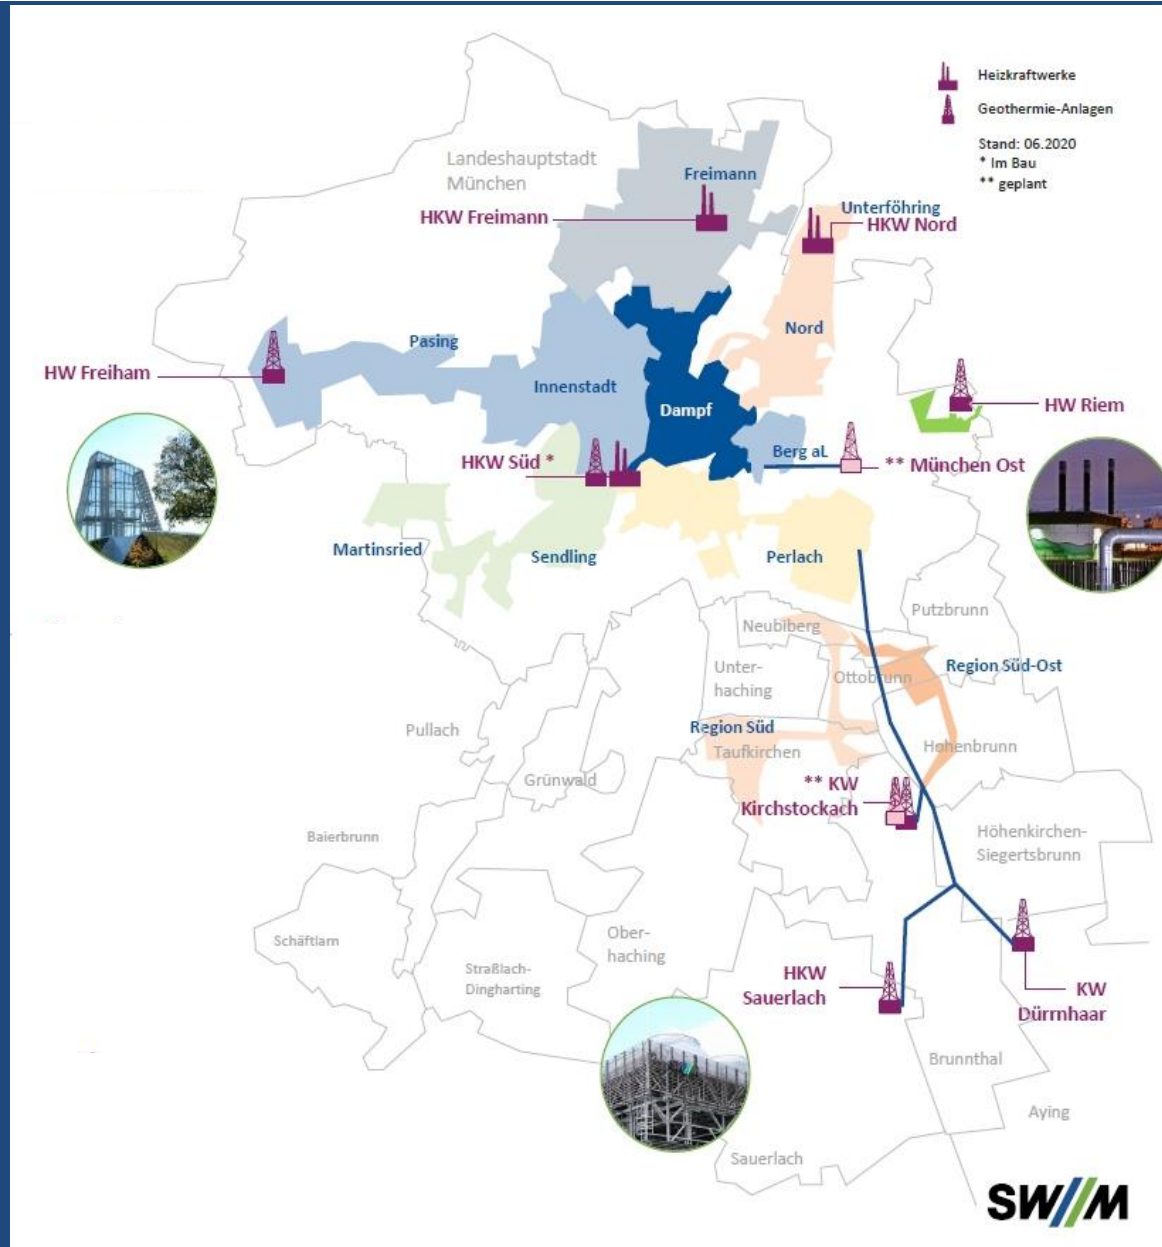 Heizkraftwerke
Geothermie-Anlagen
Stand: 06.2020
* Im Bau
** geplant
Landeshauptstadt
München
Freimann
HKW Freimann
Unterföhring
HKW Nord
Nord
Pasing
HW Freiham
Innenstadt
Dampf
HW Riem
Berg aL
HKW Süd *
** München Ost
Martinsried
Sendling
Perlach
Putzbrunn
Neubiberg
Unter-
haching
Ottobrunn
Region Süd-Ost
Region Süd
Taufkirchen
Pullach
Hohenbrunn
Grünwald
** KW
Kirchstockach
Baierbrunn
Höhenkirchen-
Siegertsbrunn
Schäftlarn
Ober-
haching
Straßlach-
Dingharting
HKW
Sauerlach
KW
Dürrnhaar
Brunnthal
Aying
Sauerlach
SW//M